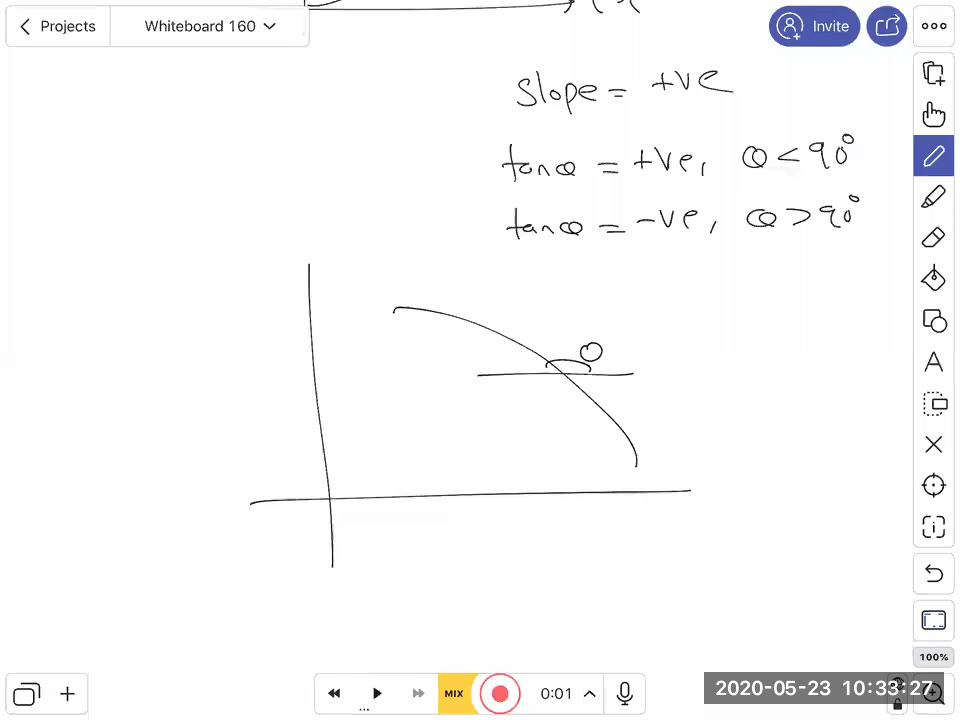 Projects
Whiteboard 160
Invite
slope = +ve
tanθ = +ve, θ < 90°
tanθ = -ve, θ > 90°
θ
A
100%
MIX
0:01
2020-05-23 10:33:27